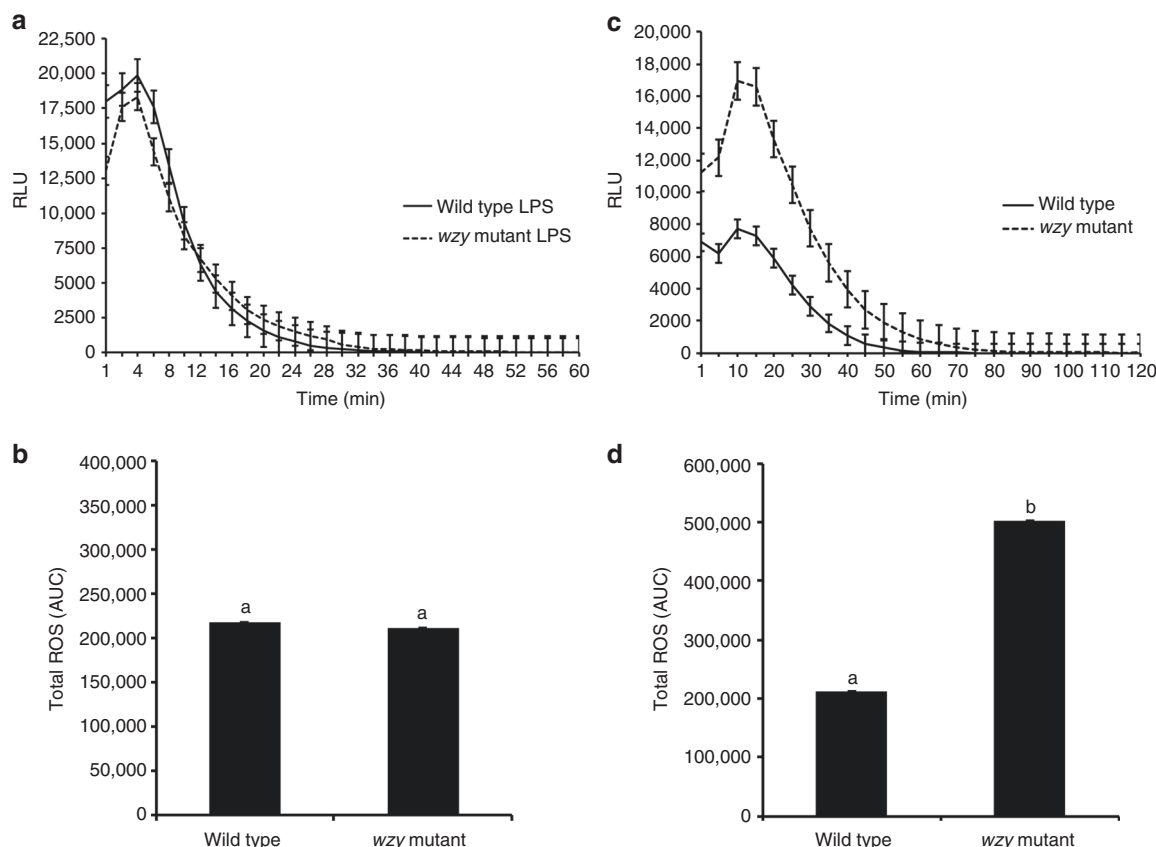 a
22,500
20,000
17,500
15,000
12,500
10,000
7500
5000
2500
0
RLU
1 4 8 12 16 20 24 28 30 34 38 40 44 48 52 56 60
Time (min)
Wild type LPS
wzy mutant LPS
c
20,000
18,000
16,000
14,000
12,000
10,000
8000
6000
4000
2000
0
RLU
1 10 20 30 40 50 60 70 80 90 100 110 120
Time (min)
Wild type
wzy mutant
b
400,000
350,000
300,000
250,000
200,000
150,000
100,000
50,000
0
Total ROS (AUC)
a
a
Wild type
wzy mutant
d
600,000
500,000
400,000
300,000
200,000
100,000
0
Total ROS (AUC)
a
b
Wild type
wzy mutant